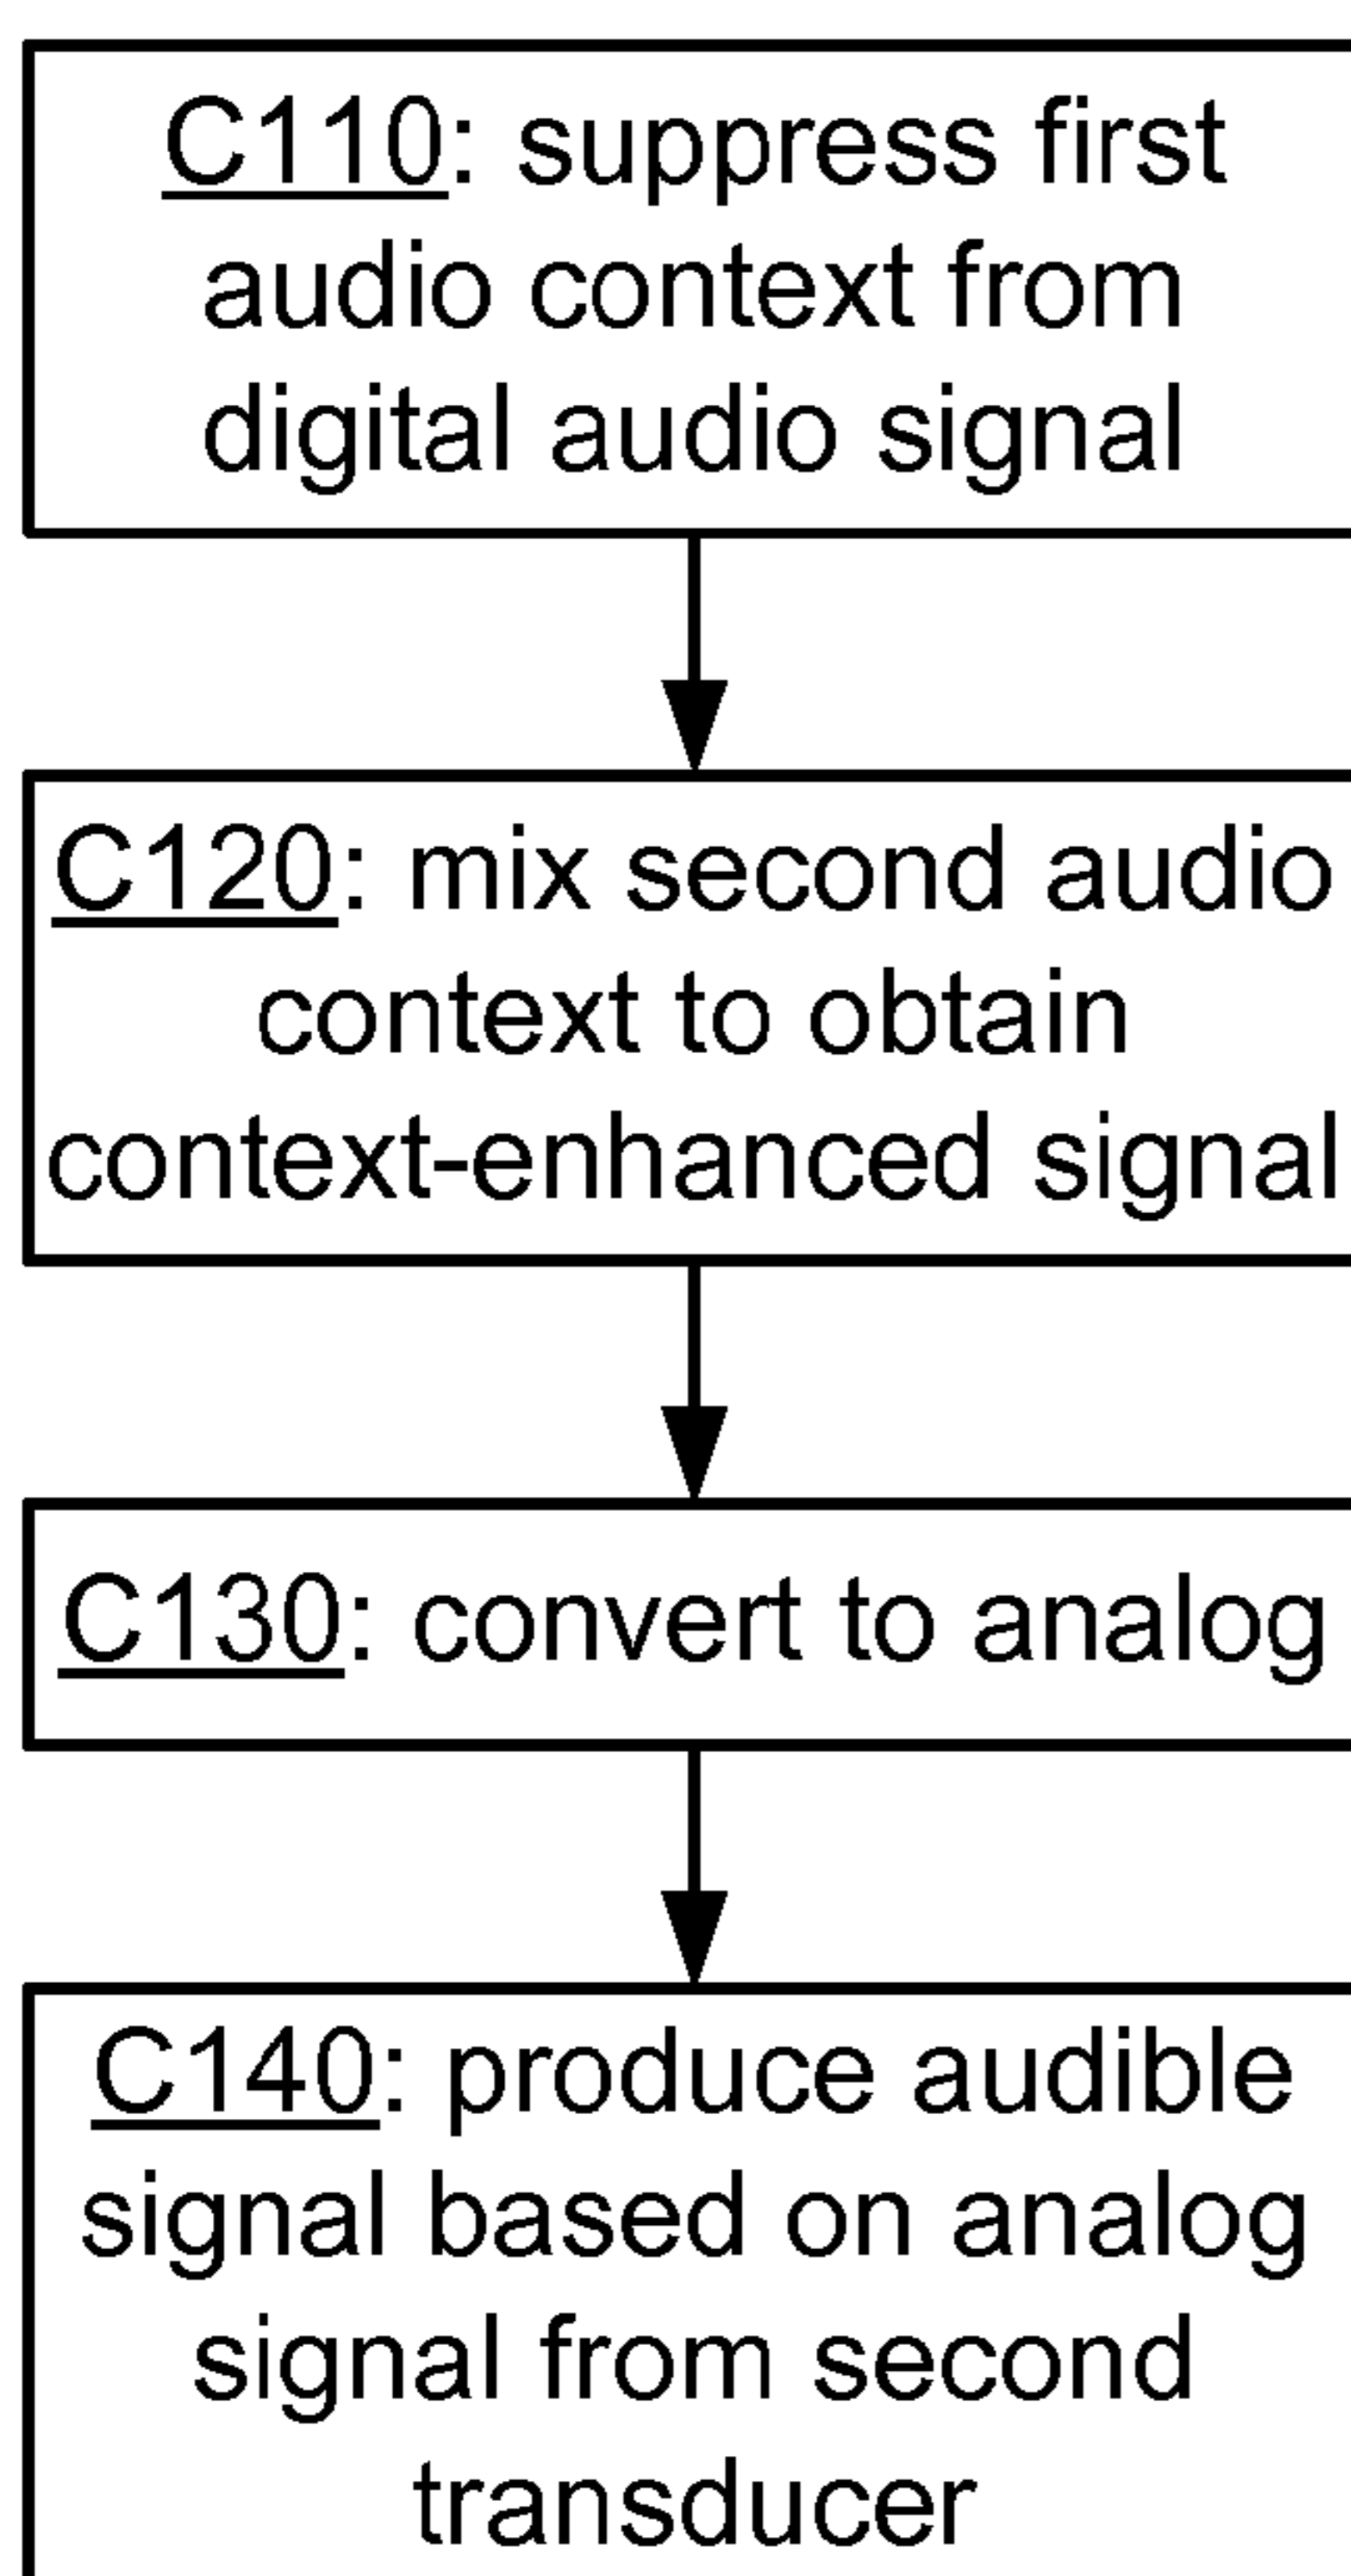 C110: suppress first
audio context from
digital audio signal
C120: mix second audio
context to obtain
context-enhanced signal
C130: convert to analog
C140: produce audible
signal based on analog
signal from second
transducer